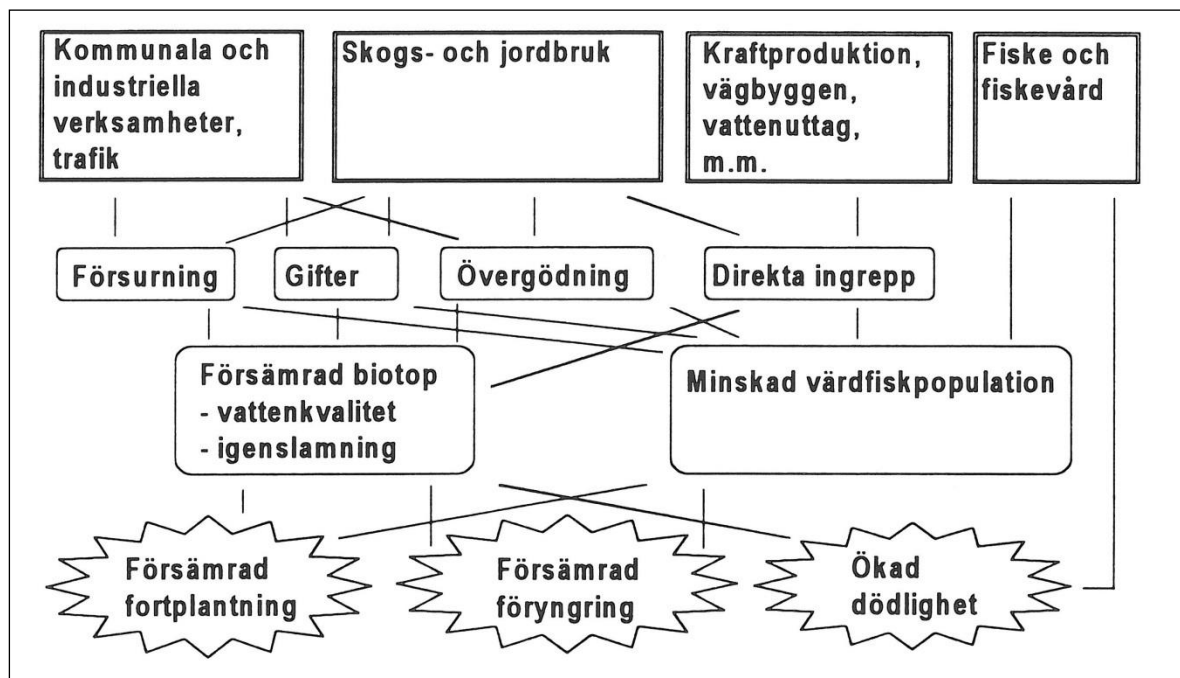 Kommunala och
industriella
verksamheter,
trafik
Skogs- och jordbruk
Kraftproduktion,
vägbyggen,
vattenuttag,
m.m.
Fiske och
fiskevård
Försurning
Gifter
Övergödning
Direkta ingrepp
Försämrad biotop
- vattenkvalitet
- igenslamning
Minskad värdfiskpopulation
Försämrad
fortplantning
Försämrad
föryngring
Ökad
dödlighet